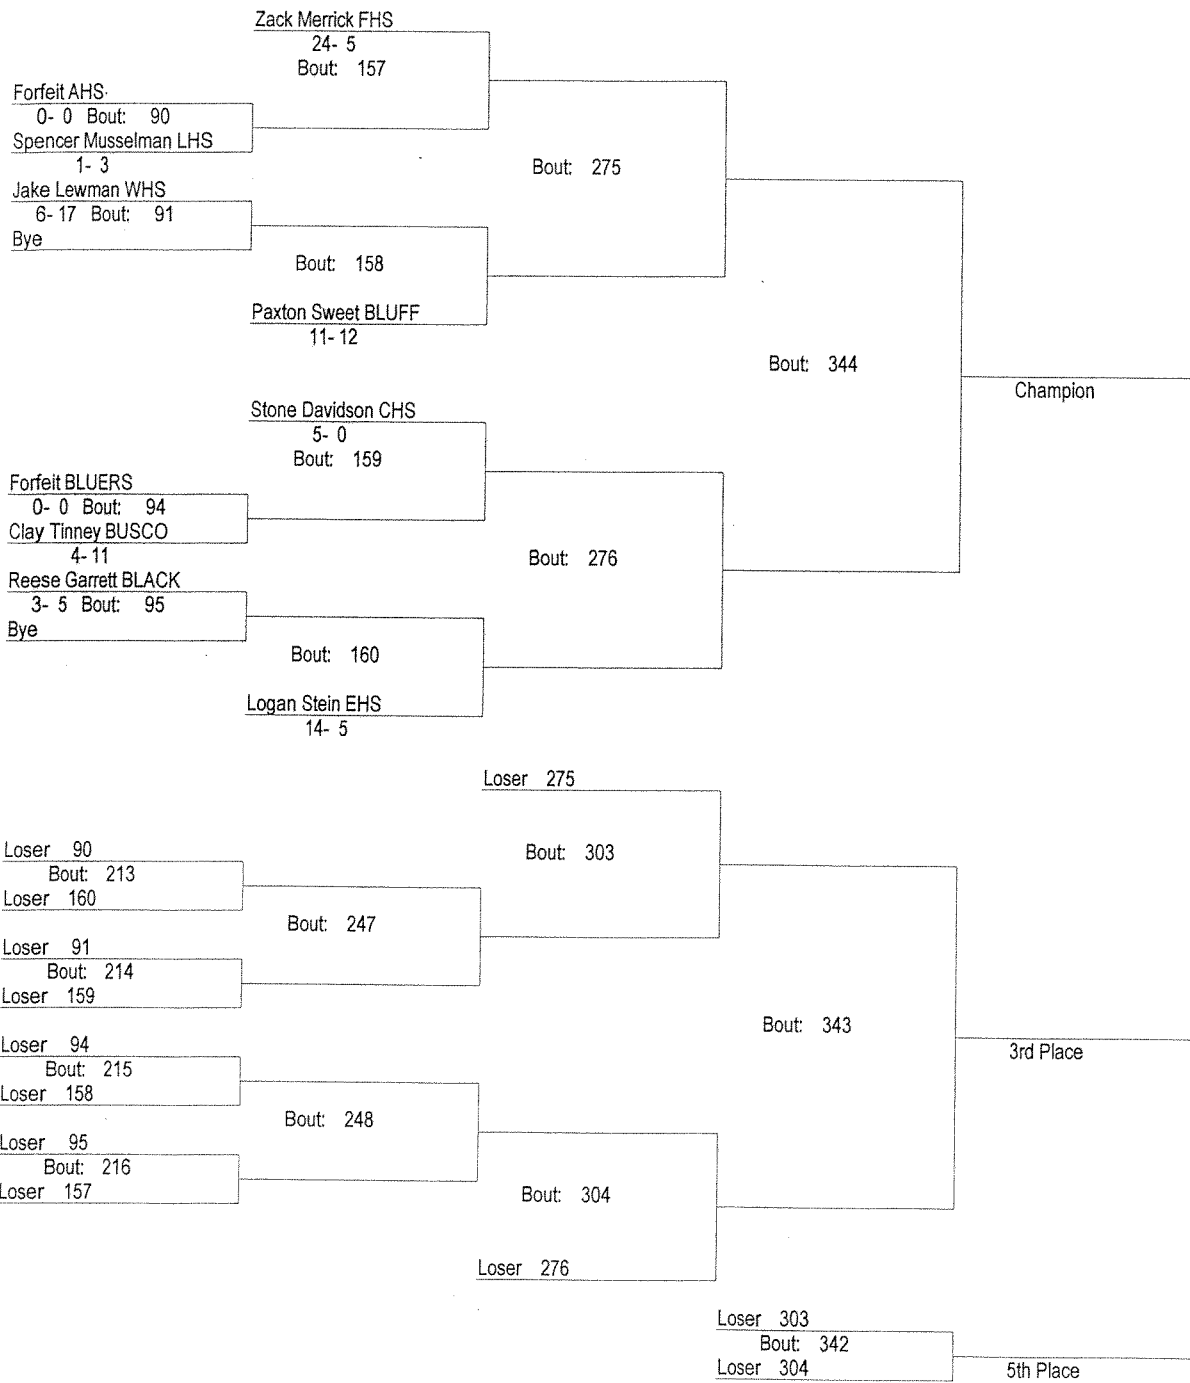 Zack Merrick FHS
24- 5
Bout: 157
Forfeit AHS
0- 0 Bout: 90
Spencer Musselman LHS
1- 3
Bout: 275
Jake Lewman WHS
6- 17 Bout: 91
Bye
Bout: 158
Paxton Sweet BLUFF
11- 12
Bout: 344
Champion
Stone Davidson CHS
5- 0
Bout: 159
Forfeit BLUERS
0- 0 Bout: 94
Clay Tinney BUSCO
4- 11
Bout: 276
Reese Garrett BLACK
3- 5 Bout: 95
Bye
Bout: 160
Logan Stein EHS
14- 5
Loser 275
Bout: 303
Loser 90
Bout: 213
Loser 160
Bout: 247
Loser 91
Bout: 214
Loser 159
Bout: 343
3rd Place
Loser 94
Bout: 215
Loser 158
Bout: 248
Loser 95
Bout: 216
Loser 157
Bout: 304
Loser 276
Loser 303
Bout: 342
Loser 304
5th Place